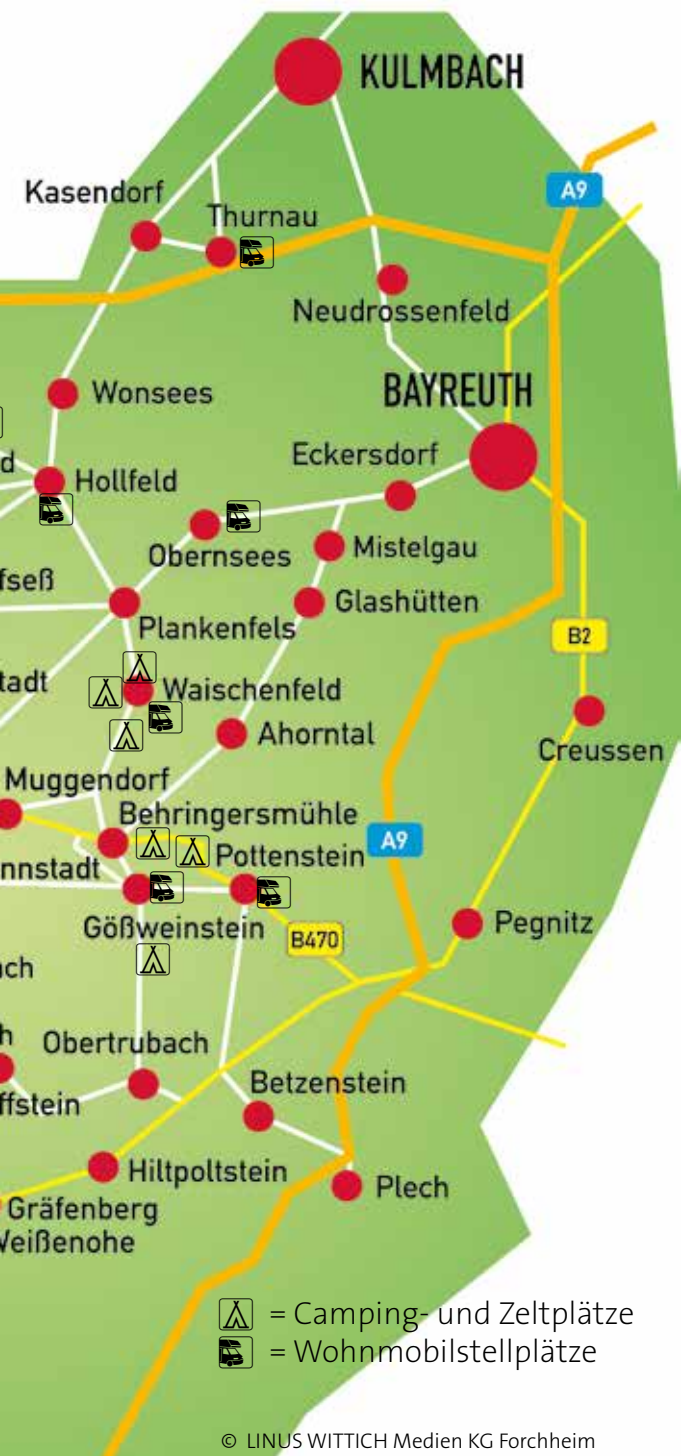 KULMBACH
Kasendorf
A9
Thurnau
Neudrossenfeld
Wonsees
BAYREUTH
Eckersdorf
d
Hollfeld
Obernsees
Mistelgau
fseß
Glashütten
Plankenfels
B2
tadt
Waischenfeld
Ahorntal
Creussen
Muggendorf
Behringersmühle
A9
Pottenstein
nnstadt
Pegnitz
Gößweinstein
B470
ch
h
Obertrubach
Betzenstein
ffstein
Hiltpoltstein
Plech
Gräfenberg
Weißenohe
= Camping- und Zeltplätze
= Wohnmobilstellplätze
© LINUS WITTICH Medien KG Forchheim